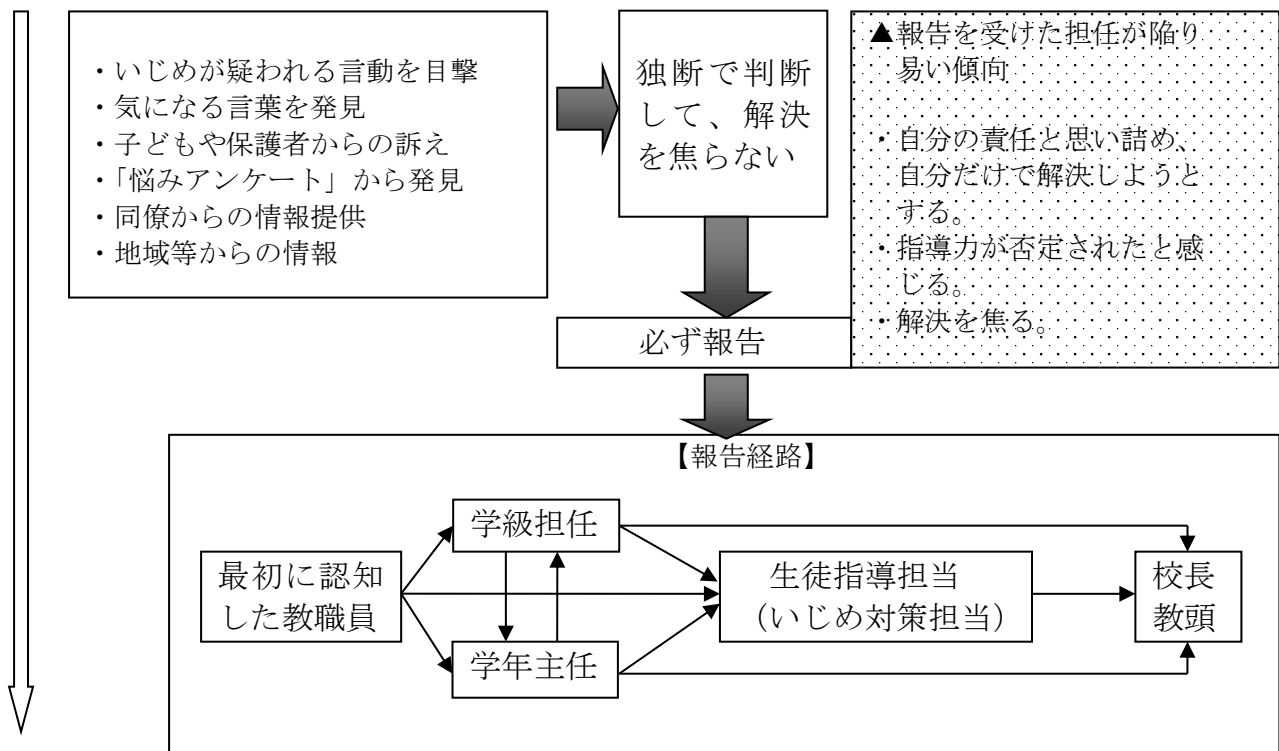 ・いじめが疑われる言動を目撃
・気になる言葉を発見
・子どもや保護者からの訴え
・「悩みアンケート」から発見
・同僚からの情報提供
・地域等からの情報
独断で判断
して、解決
を焦らない
▲報告を受けた担任が陥り
易い傾向
・自分の責任と思い詰め、
自分だけで解決しようと
する。
・指導力が否定されたと感
じる。
・解決を焦る。
必ず報告
【報告経路】
学級担任
最初に認知
した教職員
生徒指導担当
（いじめ対策担当）
校長
教頭
学年主任